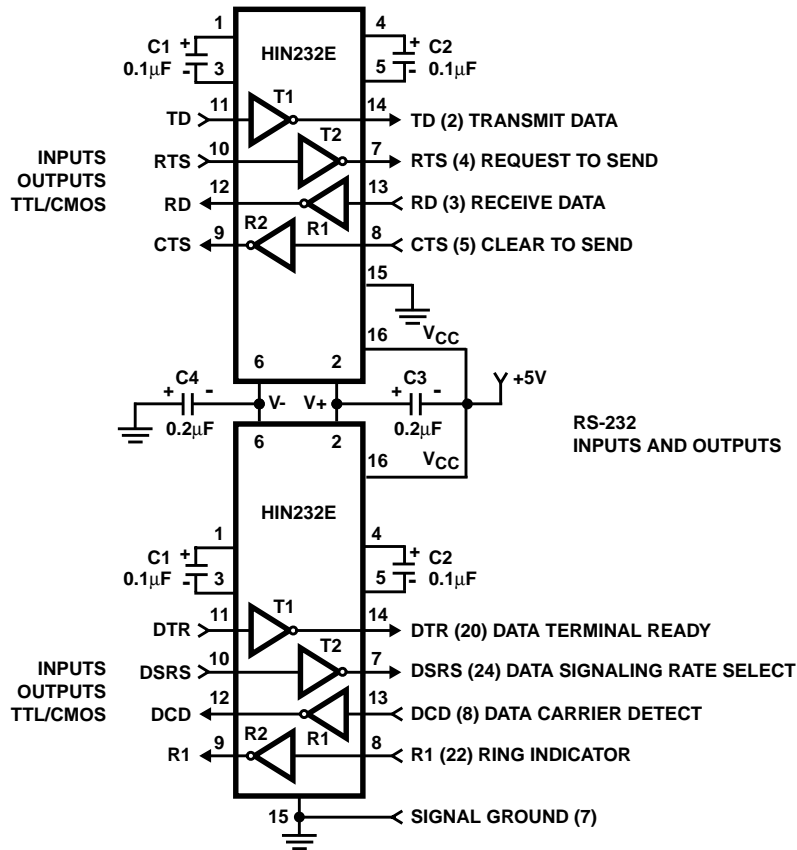 1
4
HIN232E
C1 +
0.1μF
-
3
+ C2
- 0.1μF
5
T1
11
14
TD
TD (2) TRANSMIT DATA
T2
10
7
RTS
RTS (4) REQUEST TO SEND
INPUTS
OUTPUTS
TTL/CMOS
12
13
RD
RD (3) RECEIVE DATA
R2
R1
9
8
CTS
CTS (5) CLEAR TO SEND
15
16
VCC
6
2
+5V
C4
+ -
0.2μF
V-
V+
C3
+ -
0.2μF
RS-232
INPUTS AND OUTPUTS
6
2
16
VCC
HIN232E
1
4
C1 +
0.1μF
-
3
+ C2
- 0.1μF
5
T1
11
14
DTR
DTR (20) DATA TERMINAL READY
T2
10
7
DSRS
DSRS (24) DATA SIGNALING RATE SELECT
INPUTS
OUTPUTS
TTL/CMOS
12
13
DCD
DCD (8) DATA CARRIER DETECT
R2
R1
9
8
R1
R1 (22) RING INDICATOR
15
SIGNAL GROUND (7)